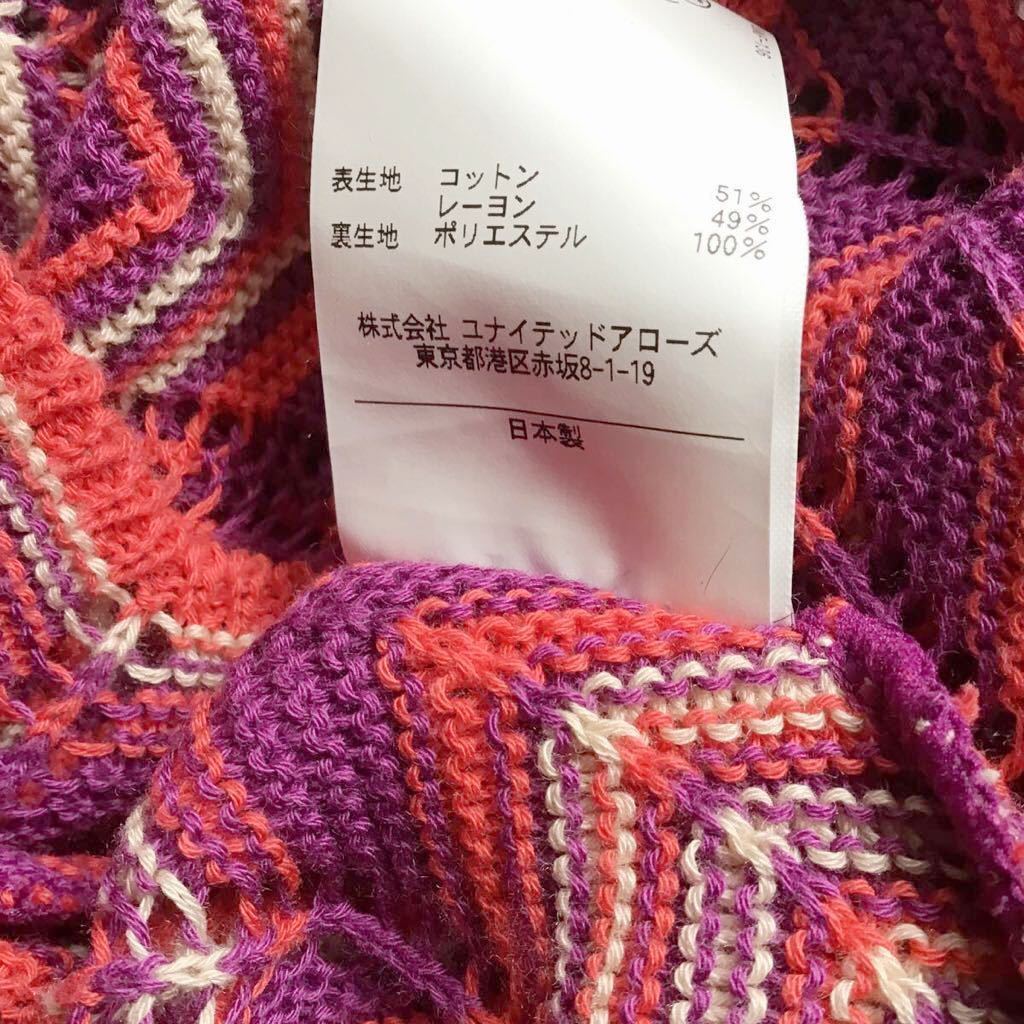 表生地 コットン 51%
レーヨン 49%
裏生地 ポリエステル 100%
株式会社 ユナイテッドアローズ
東京都港区赤坂8-1-19
日本製